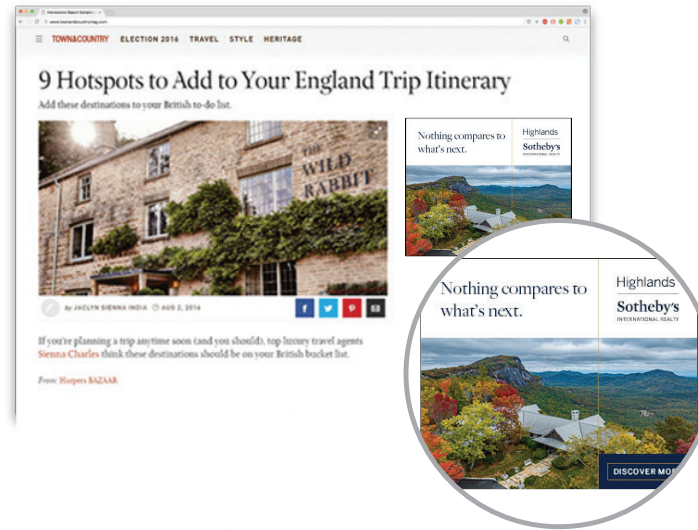 www.townandcountrymag.com
TOWN&COUNTRY ELECTION 2016 TRAVEL STYLE HERITAGE
9 Hotspots to Add to Your England Trip Itinerary
Add these destinations to your British to-do list.
THE
WILD
RABBIT
By JACLYN SIENNA INDIA AUG 2, 2016
If you're planning a trip anytime soon (and you should), top luxury travel agents
Sienna Charles think these destinations should be on your British bucket list.
From: Harpers BAZAAR
Nothing compares to
what's next.
Highlands
Sotheby's
INTERNATIONAL REALTY
Nothing compares to
what's next.
Highlands
Sotheby's
INTERNATIONAL REALTY
DISCOVER MO